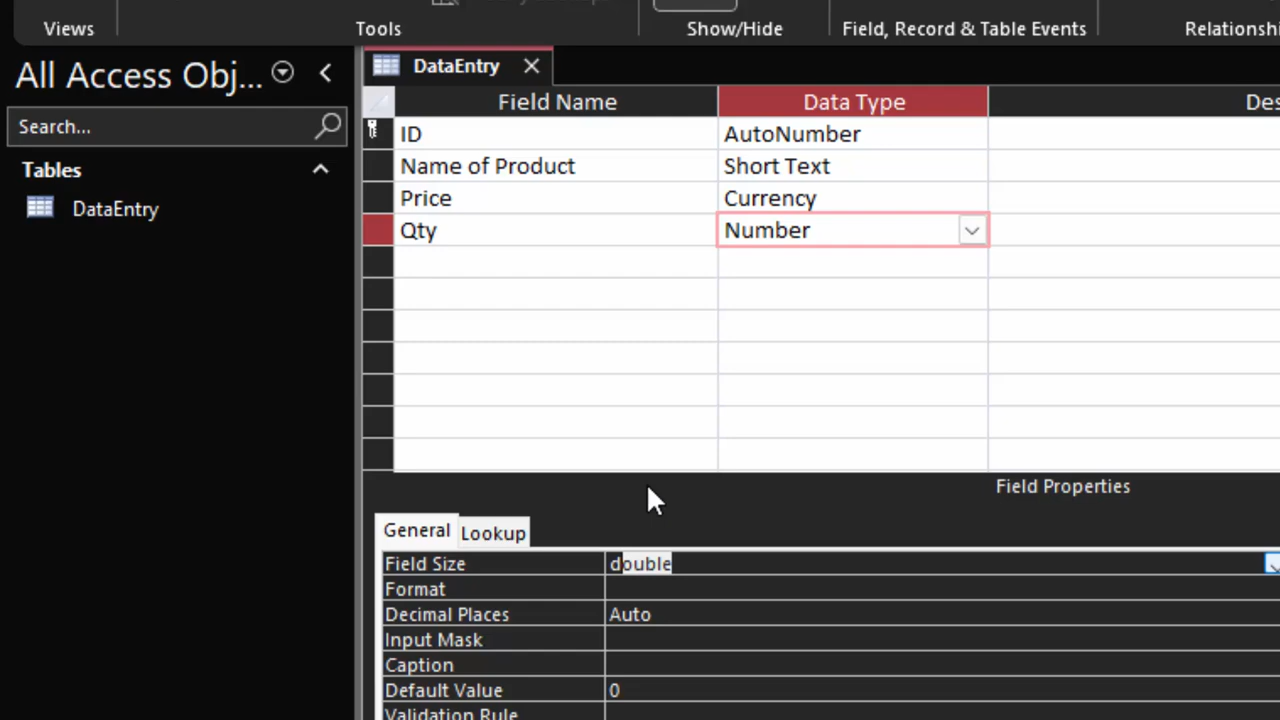 Views
Tools
Show/Hide
Field, Record & Table Events
All Access Obj...
DataEntry
Search...
Tables
DataEntry
Field Name
Data Type
ID
AutoNumber
Name of Product
Short Text
Price
Currency
Qty
Number
Field Properties
General
Lookup
Field Size
double
Format
Decimal Places
Auto
Input Mask
Caption
Default Value
0
Validation Rule